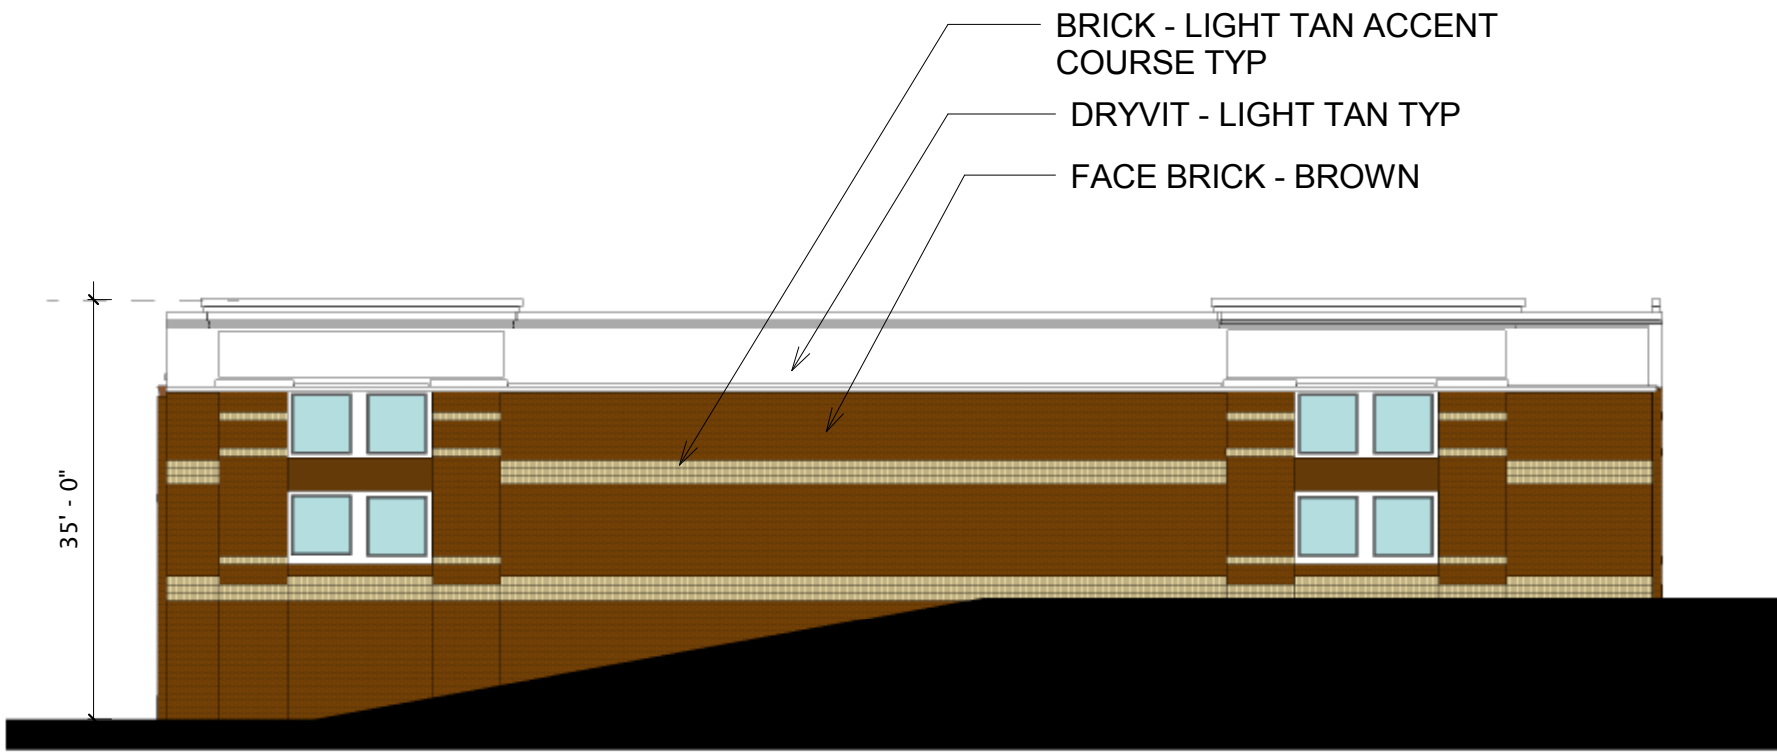 BRICK - LIGHT TAN ACCENT
COURSE TYP
DRYVIT - LIGHT TAN TYP
FACE BRICK - BROWN
35' - 0"